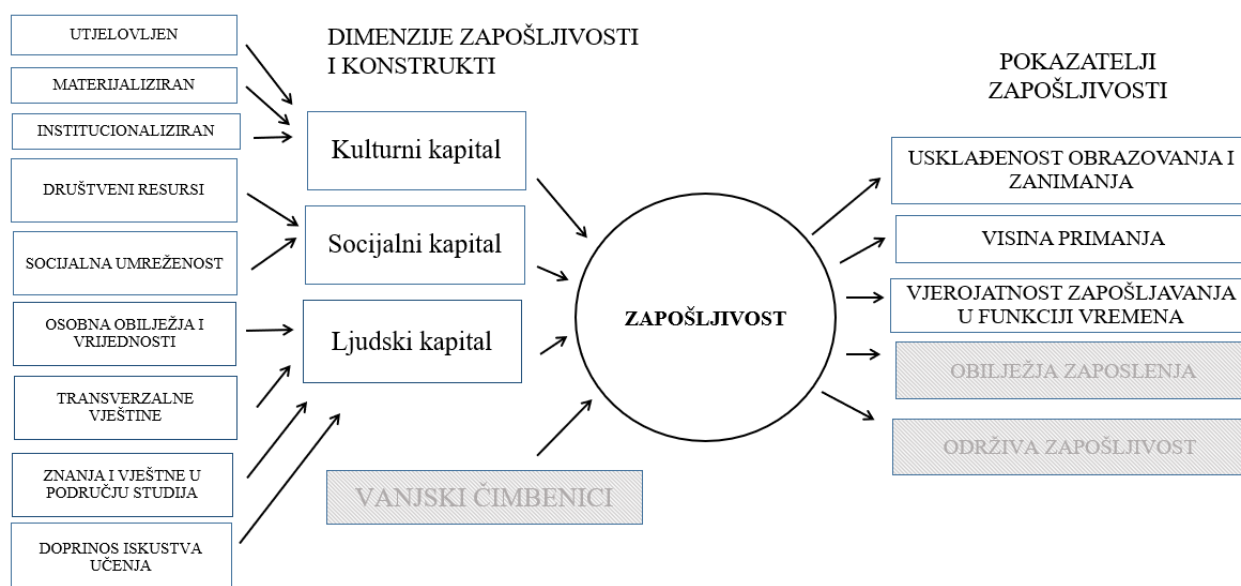 UTJELOVLJEN
MATERIJALIZIRAN
INSTITUCIONALIZIRAN
DRUŠTVENI RESURSI
SOCIJALNA UMREŽENOST
OSOBNA OBILJEŽJA I
VRIJEDNOSTI
TRANSVERZALNE
VJEŠTINE
ZNANJA I VJEŠTNE U
PODRUČJU STUDIJA
DOPRINOS ISKUSTVA
UČENJA
DIMENZIJE ZAPOŠLJIVOSTI
I KONSTRUKTI
Kulturni kapital
Socijalni kapital
Ljudski kapital
VANJSKI ČIMBENICI
ZAPOŠLJIVOST
POKAZATELJI
ZAPOŠLJIVOSTI
USKLAĐENOST OBRAZOVANJA I
ZANIMANJA
VISINA PRIMANJA
VJEROJATNOST ZAPOŠLJAVANJA
U FUNKCIJI VREMENA
OBILJEŽJA ZAPOSLENJA
ODRŽIVA ZAPOŠLJIVOST